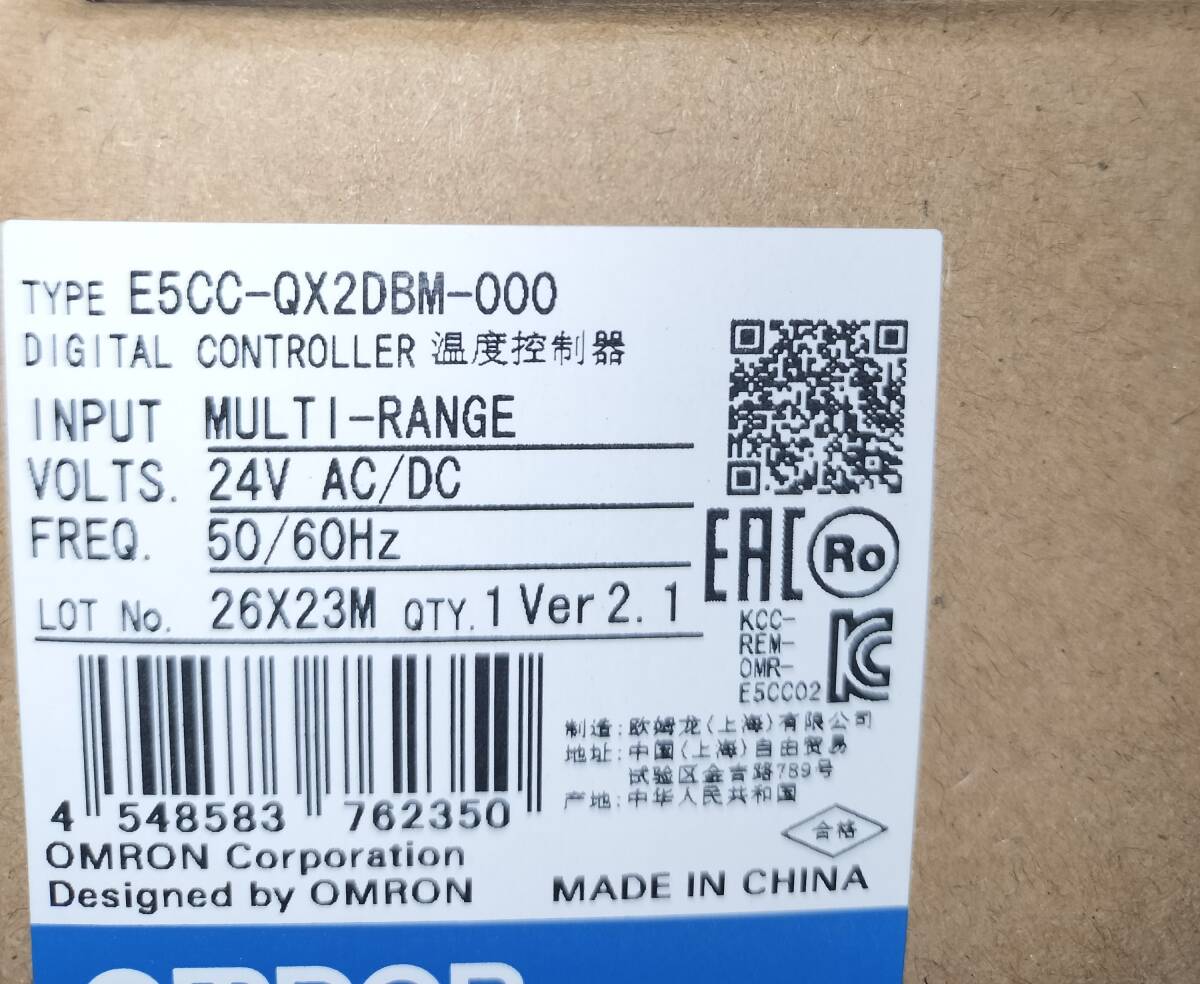 TYPE E5CC-QX2DBM-000
DIGITAL CONTROLLER 温度控制器
INPUT MULTI-RANGE
VOLTS. 24V AC/DC
FREQ. 50/60Hz
LOT No. 26X23M QTY. 1 Ver 2.1
EAC Ro
KCC-
REM-
OMR-
E5CC02
制造:欧姆龙(上海)有限公司
地址:中国(上海)自由贸易
试验区金吉路789号
产地:中华人民共和国
合格
4 548583 762350
OMRON Corporation
Designed by OMRON
MADE IN CHINA
OMRON